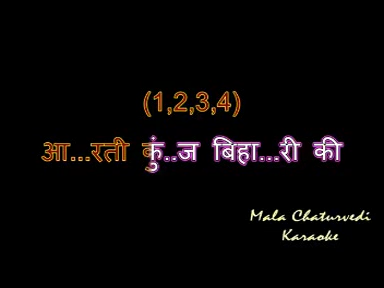 (1,2,3,4)
आ...रती कुं..ज बिहा...री की
Mala Chaturvedi
Karaoke